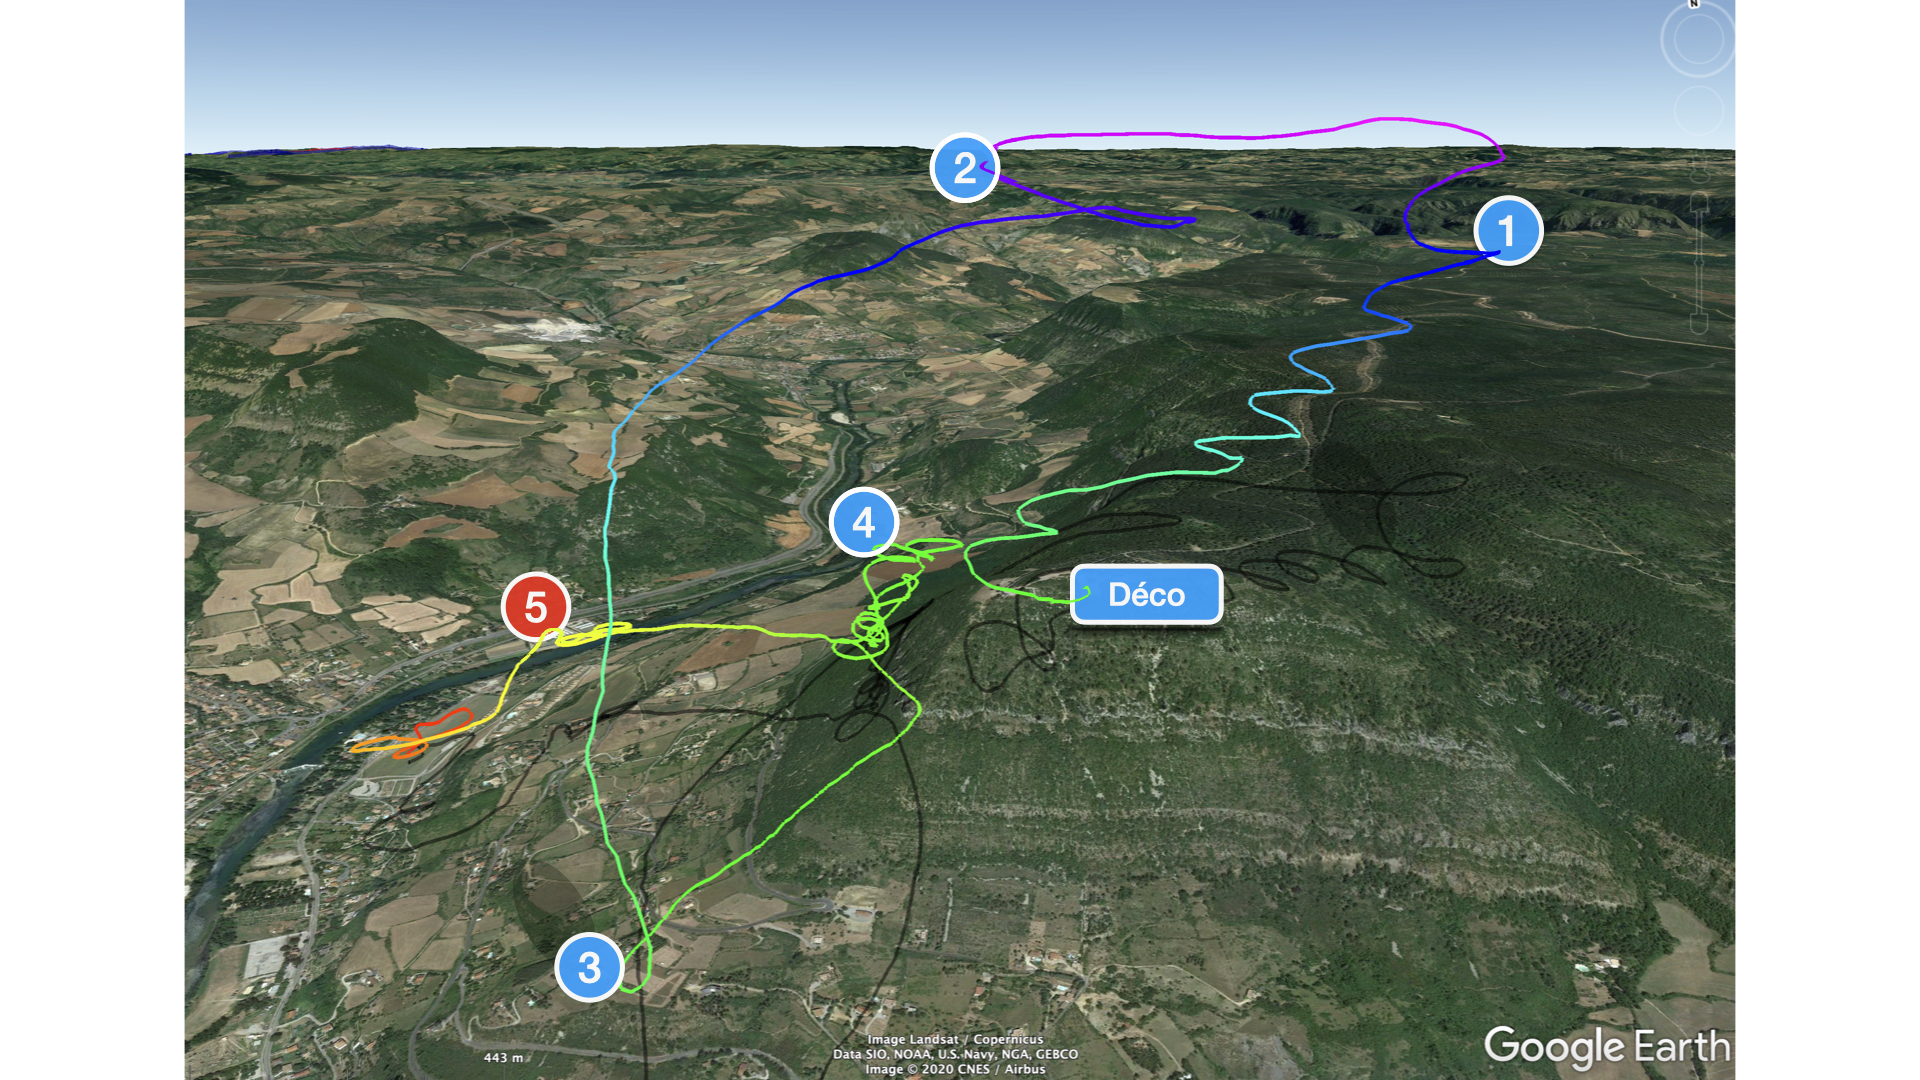 N
2
1
4
Déco
5
3
443 m
Image Landsat / Copernicus
Data SIO, NOAA, U.S. Navy, NGA, GEBCO
Image © 2020 CNES / Airbus
Google Earth